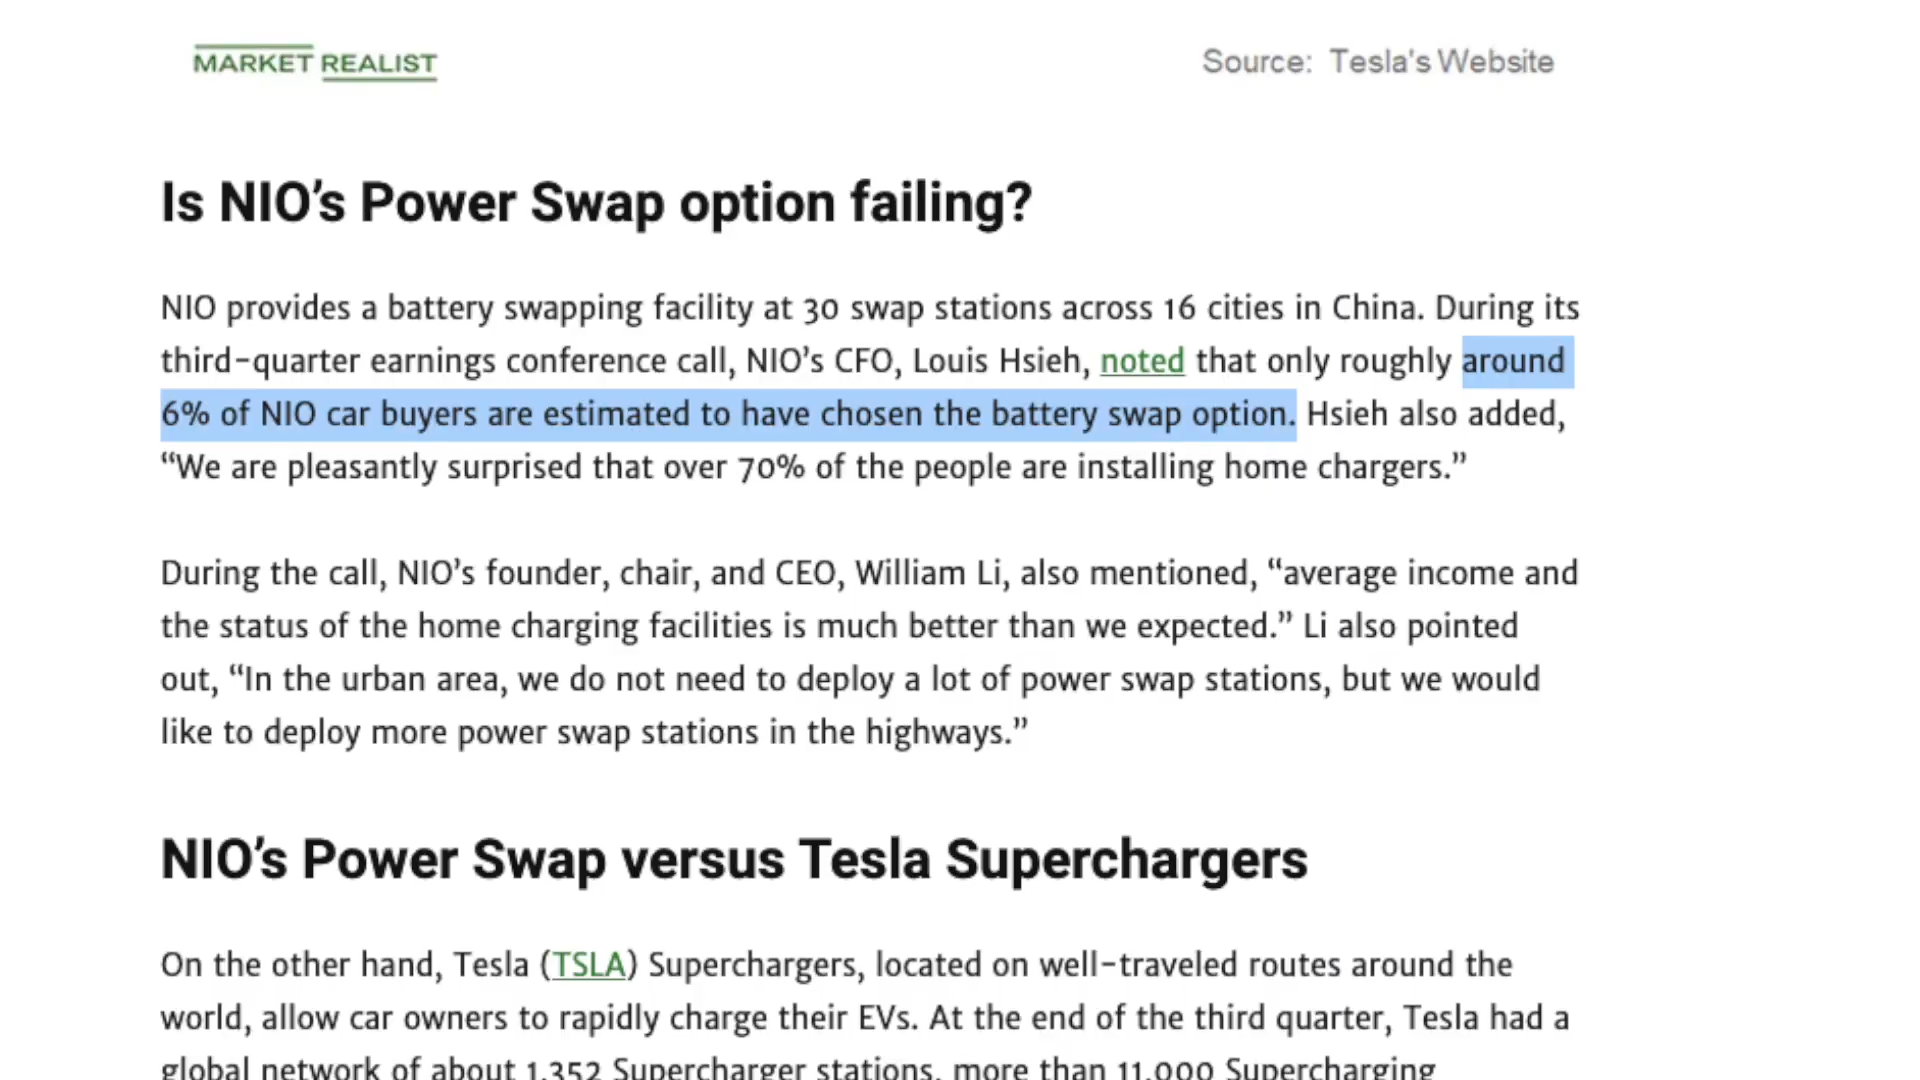 MARKET REALIST
Source: Tesla's Website
Is NIO’s Power Swap option failing?
NIO provides a battery swapping facility at 30 swap stations across 16 cities in China. During its
third-quarter earnings conference call, NIO’s CFO, Louis Hsieh, noted that only roughly around
6% of NIO car buyers are estimated to have chosen the battery swap option. Hsieh also added,
“We are pleasantly surprised that over 70% of the people are installing home chargers.”
During the call, NIO’s founder, chair, and CEO, William Li, also mentioned, “average income and
the status of the home charging facilities is much better than we expected.” Li also pointed
out, “In the urban area, we do not need to deploy a lot of power swap stations, but we would
like to deploy more power swap stations in the highways.”
NIO’s Power Swap versus Tesla Superchargers
On the other hand, Tesla (TSLA) Superchargers, located on well-traveled routes around the
world, allow car owners to rapidly charge their EVs. At the end of the third quarter, Tesla had a
global network of about 1,352 Supercharger stations, more than 11,000 Supercharging